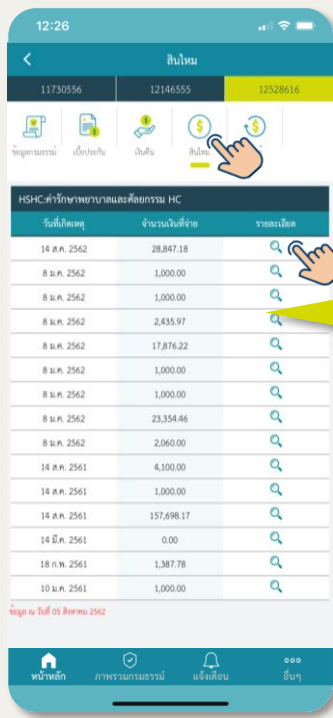 12:26
สินไหม
11730556 12146555 12528616
ข้อมูลกรมธรรม์ เบี้ยประกัน เงินคืน สินไหม
HSHC:ค่ารักษาพยาบาลและศัลยกรรม HC
วันที่เกิดเหตุ จำนวนเงินที่จ่าย รายละเอียด
14 ส.ค. 2562 28,847.18
8 ม.ค. 2562 1,000.00
8 ม.ค. 2562 1,000.00
8 ม.ค. 2562 2,435.97
8 ม.ค. 2562 17,876.22
8 ม.ค. 2562 1,000.00
8 ม.ค. 2562 1,000.00
8 ม.ค. 2562 23,354.46
8 ม.ค. 2562 2,060.00
14 ส.ค. 2561 4,100.00
14 ส.ค. 2561 1,000.00
14 ส.ค. 2561 157,698.17
14 มี.ค. 2561 0.00
18 ก.พ. 2561 1,387.78
10 ม.ค. 2561 1,000.00
ข้อมูล ณ วันที่ 05 สิงหาคม 2562
หน้าหลัก ภาพรวมกรมธรรม์ แจ้งเตือน อื่นๆ